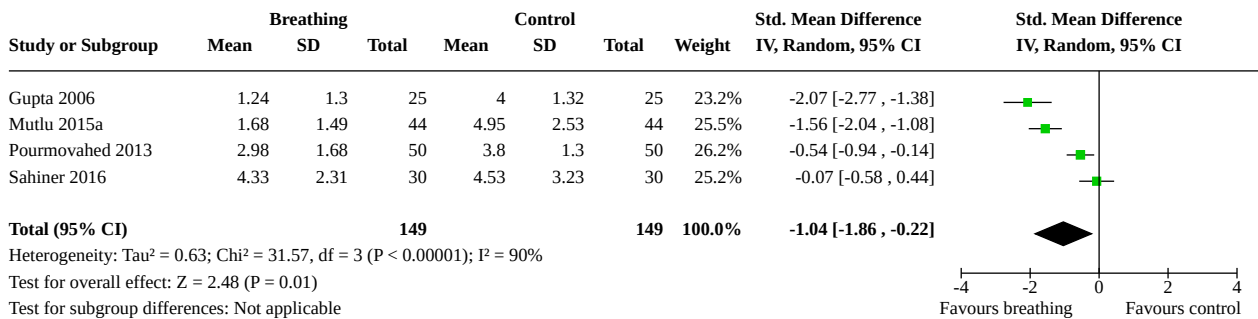 Breathing Control Std. Mean Difference Std. Mean Difference
Study or Subgroup Mean SD Total Mean SD Total Weight IV, Random, 95% CI IV, Random, 95% CI
Gupta 2006 1.24 1.3 25 4 1.32 25 23.2% -2.07 [-2.77 , -1.38]
Mutlu 2015a 1.68 1.49 44 4.95 2.53 44 25.5% -1.56 [-2.04 , -1.08]
Pourmovahed 2013 2.98 1.68 50 3.8 1.3 50 26.2% -0.54 [-0.94 , -0.14]
Sahiner 2016 4.33 2.31 30 4.53 3.23 30 25.2% -0.07 [-0.58 , 0.44]
Total (95% CI) 149 149 100.0% -1.04 [-1.86 , -0.22]
Heterogeneity: Tau² = 0.63; Chi² = 31.57, df = 3 (P < 0.00001); I² = 90%
Test for overall effect: Z = 2.48 (P = 0.01) -4 -2 0 2 4
Test for subgroup differences: Not applicable Favours breathing Favours control